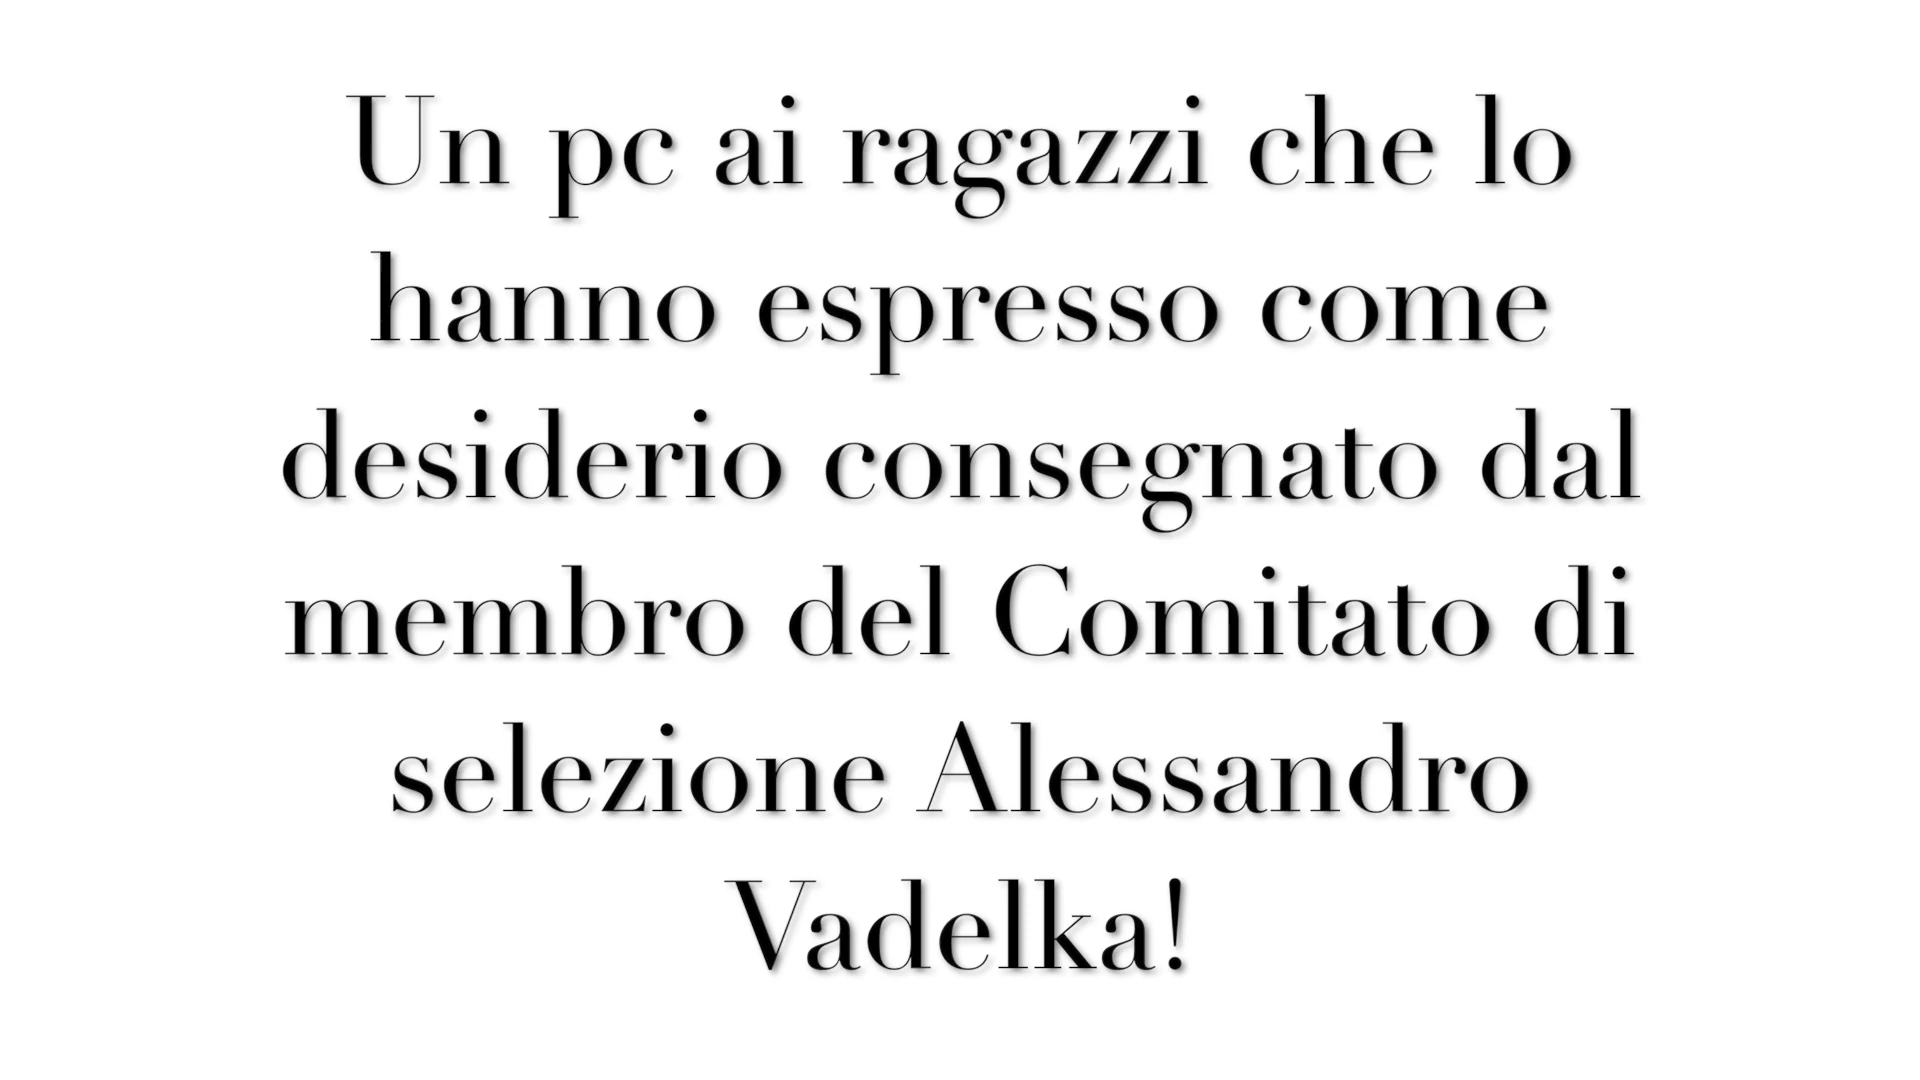 Un pc ai ragazzi che lo
hanno espresso come
desiderio consegnato dal
membro del Comitato di
selezione Alessandro
Vadelka!